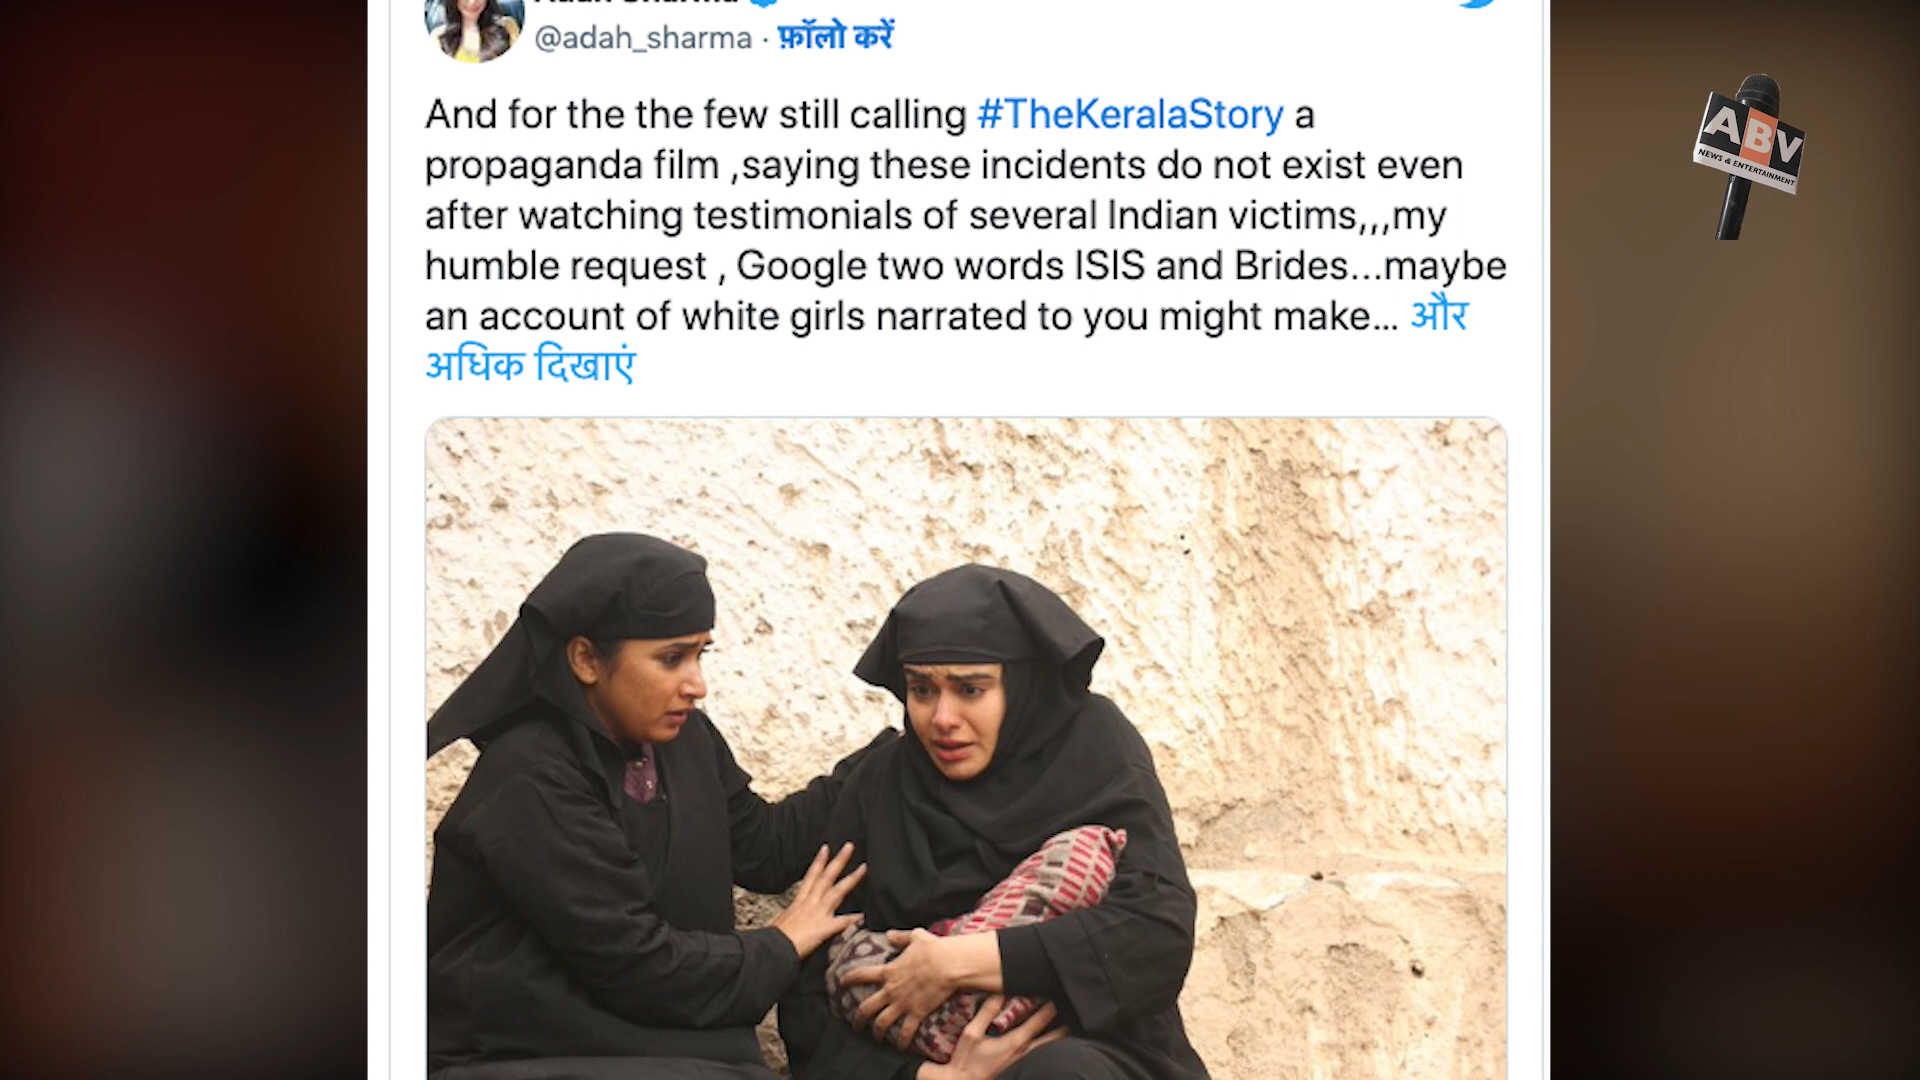 Adah Sharma
@adah_sharma · फ़ॉलो करें
And for the the few still calling #TheKeralaStory a
propaganda film ,saying these incidents do not exist even
after watching testimonials of several Indian victims,,,my
humble request , Google two words ISIS and Brides...maybe
an account of white girls narrated to you might make… और
अधिक दिखाएं
ABV
NEWS & ENTERTAINMENT